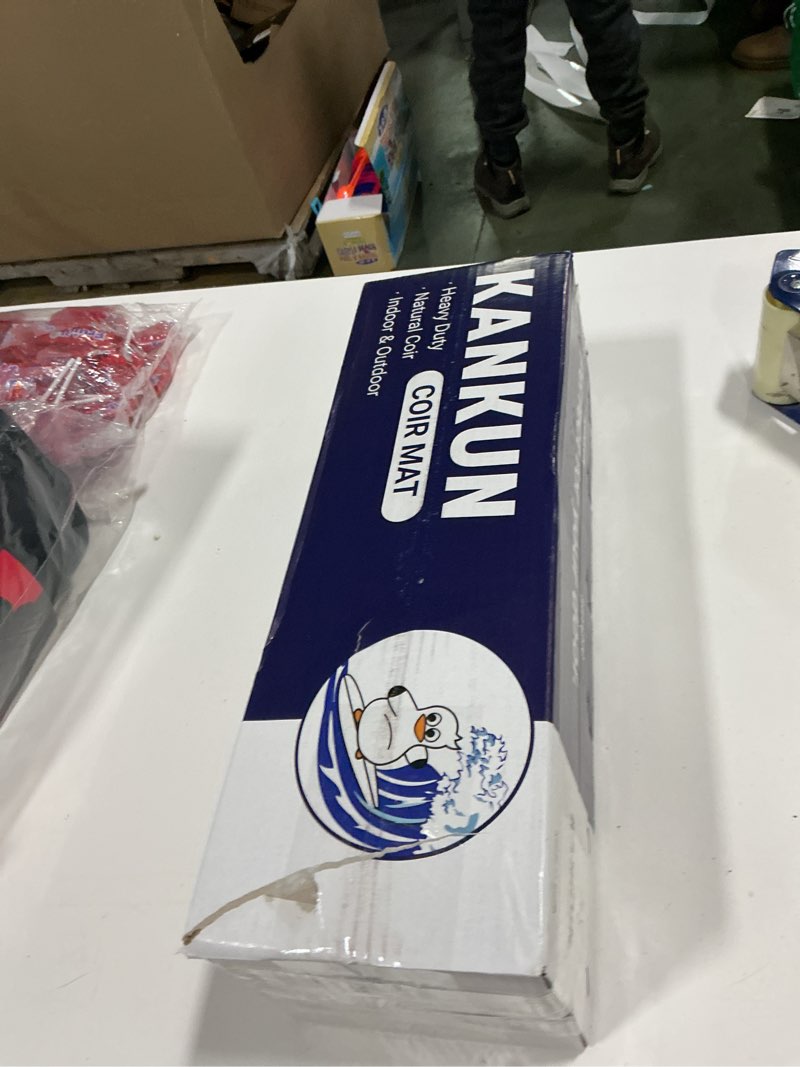 KANKUN
COIR MAT
· Heavy Duty
· Natural Coir
· Indoor & Outdoor